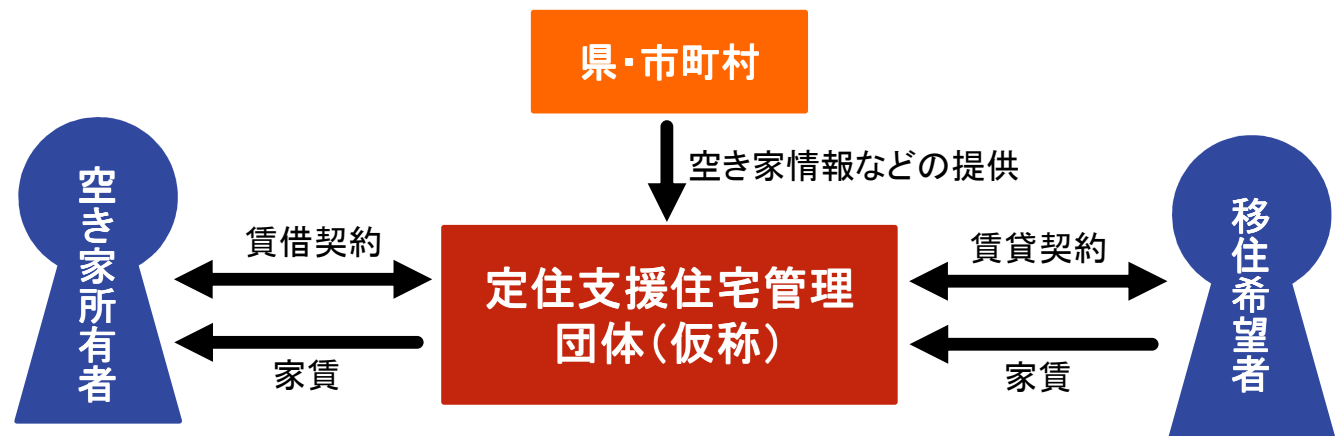 県・市町村
空き家情報などの提供
空き家所有者
賃借契約
家賃
定住支援住宅管理
団体（仮称）
賃貸契約
家賃
移住希望者